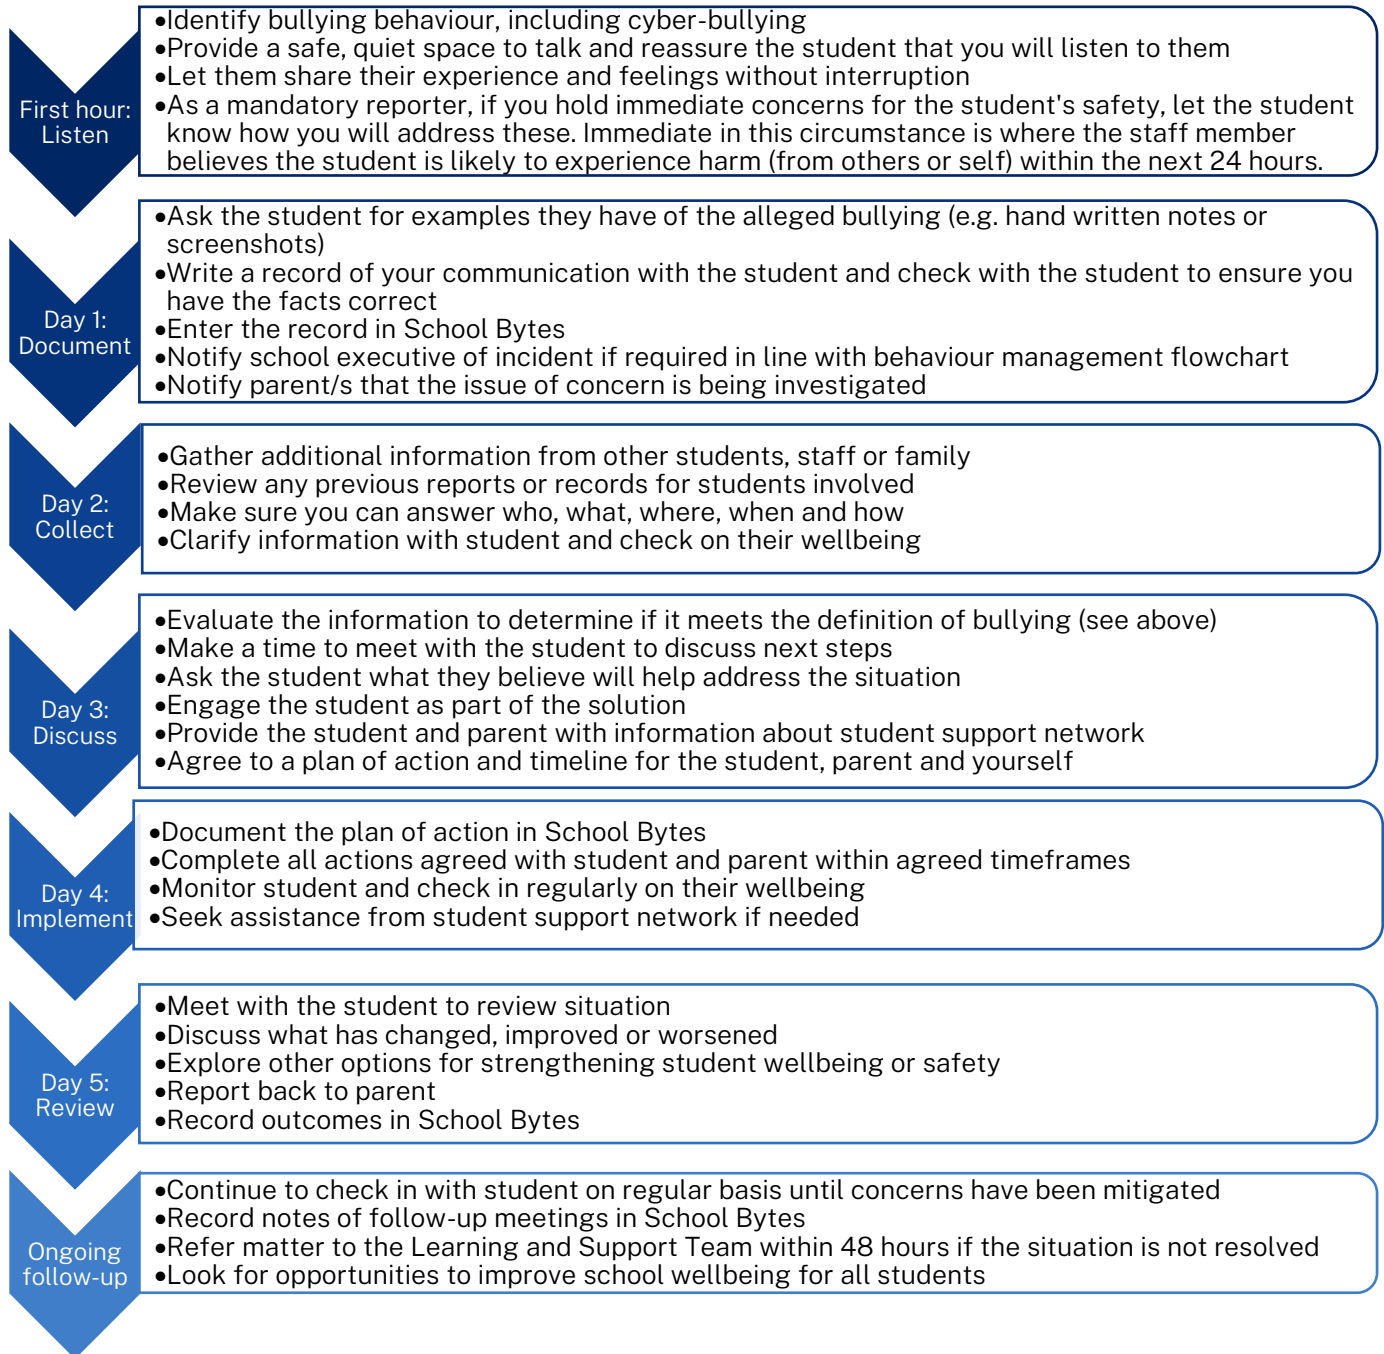 First hour:
Listen
•Identify bullying behaviour, including cyber-bullying
•Provide a safe, quiet space to talk and reassure the student that you will listen to them
•Let them share their experience and feelings without interruption
•As a mandatory reporter, if you hold immediate concerns for the student's safety, let the student
know how you will address these. Immediate in this circumstance is where the staff member
believes the student is likely to experience harm (from others or self) within the next 24 hours.
Day 1:
Document
•Ask the student for examples they have of the alleged bullying (e.g. hand written notes or
screenshots)
•Write a record of your communication with the student and check with the student to ensure you
have the facts correct
•Enter the record in School Bytes
•Notify school executive of incident if required in line with behaviour management flowchart
•Notify parent/s that the issue of concern is being investigated
Day 2:
Collect
•Gather additional information from other students, staff or family
•Review any previous reports or records for students involved
•Make sure you can answer who, what, where, when and how
•Clarify information with student and check on their wellbeing
Day 3:
Discuss
•Evaluate the information to determine if it meets the definition of bullying (see above)
•Make a time to meet with the student to discuss next steps
•Ask the student what they believe will help address the situation
•Engage the student as part of the solution
•Provide the student and parent with information about student support network
•Agree to a plan of action and timeline for the student, parent and yourself
Day 4:
Implement
•Document the plan of action in School Bytes
•Complete all actions agreed with student and parent within agreed timeframes
•Monitor student and check in regularly on their wellbeing
•Seek assistance from student support network if needed
Day 5:
Review
•Meet with the student to review situation
•Discuss what has changed, improved or worsened
•Explore other options for strengthening student wellbeing or safety
•Report back to parent
•Record outcomes in School Bytes
Ongoing
follow-up
•Continue to check in with student on regular basis until concerns have been mitigated
•Record notes of follow-up meetings in School Bytes
•Refer matter to the Learning and Support Team within 48 hours if the situation is not resolved
•Look for opportunities to improve school wellbeing for all students